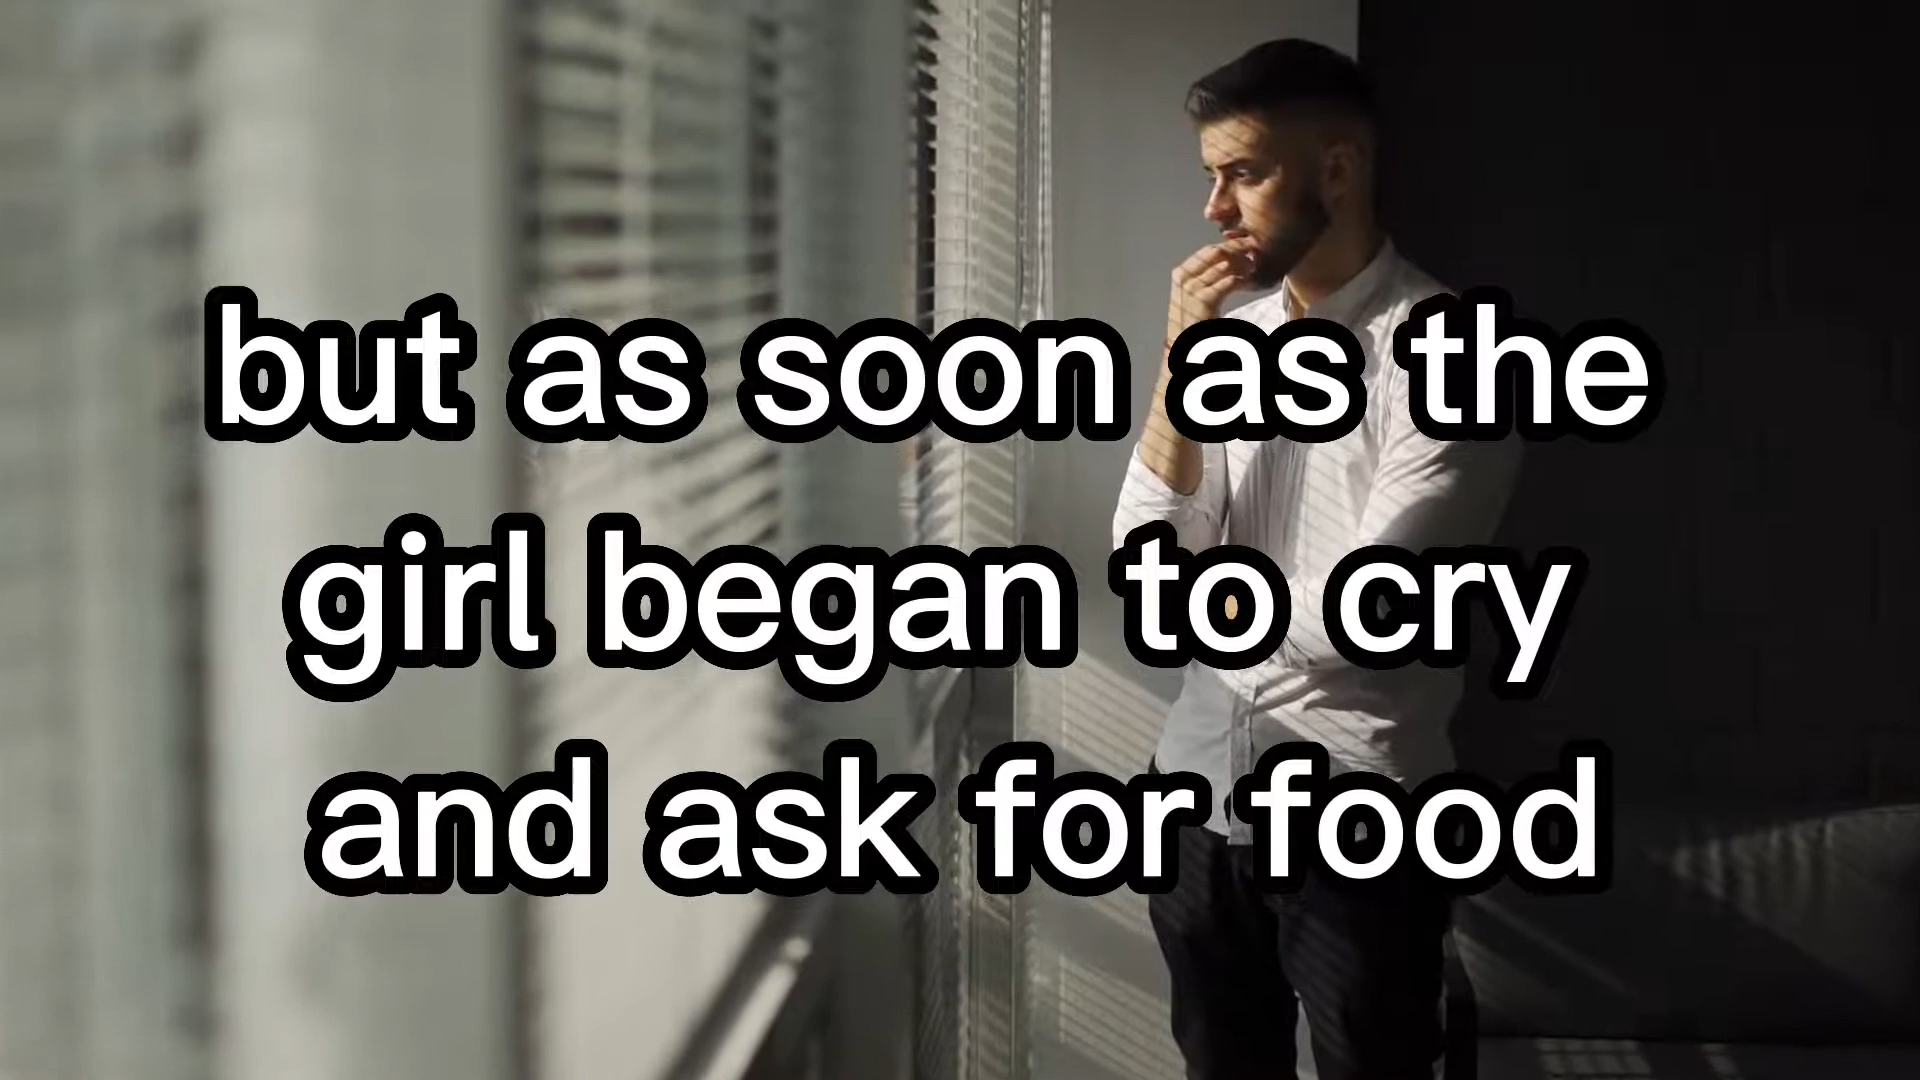 but as soon as the
girl began to cry
and ask for food